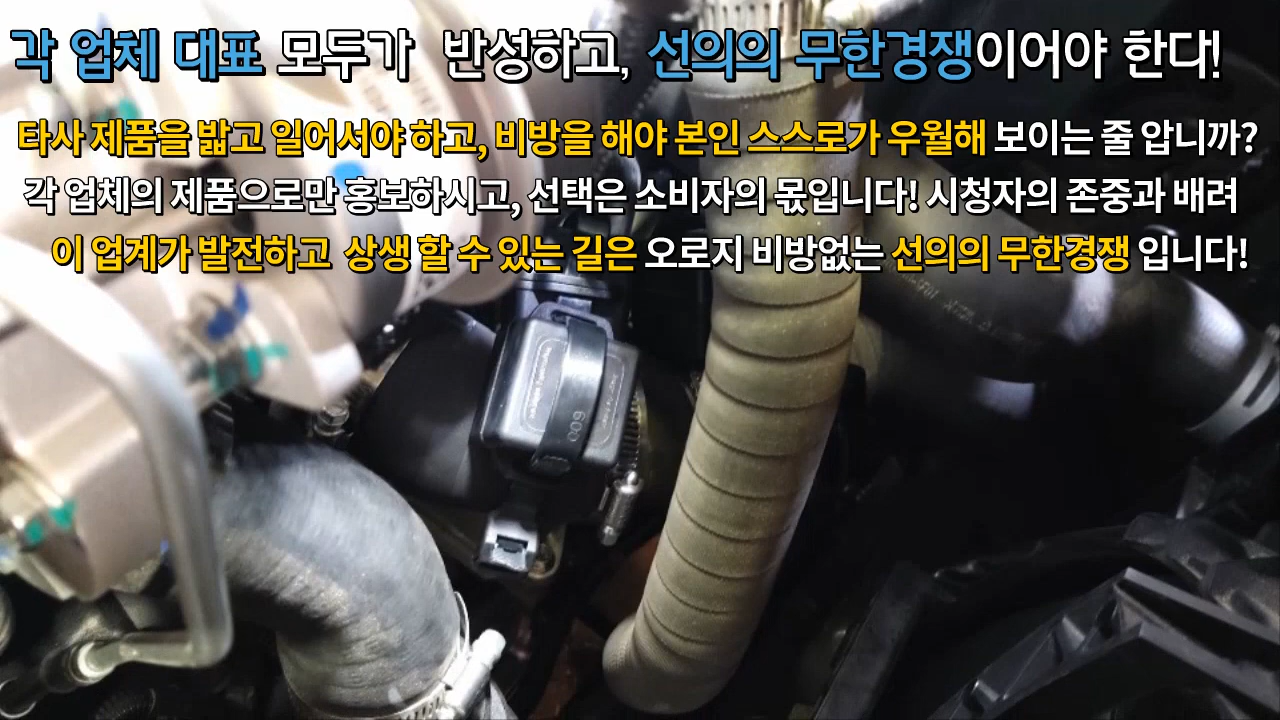 각 업체 대표 모두가 반성하고, 선의의 무한경쟁이어야 한다!
타사 제품을 밟고 일어서야 하고, 비방을 해야 본인 스스로가 우월해 보이는 줄 압니까?
각 업체의 제품으로만 홍보하시고, 선택은 소비자의 몫입니다! 시청자의 존중과 배려
이 업계가 발전하고 상생 할 수 있는 길은 오로지 비방없는 선의의 무한경쟁 입니다!
009